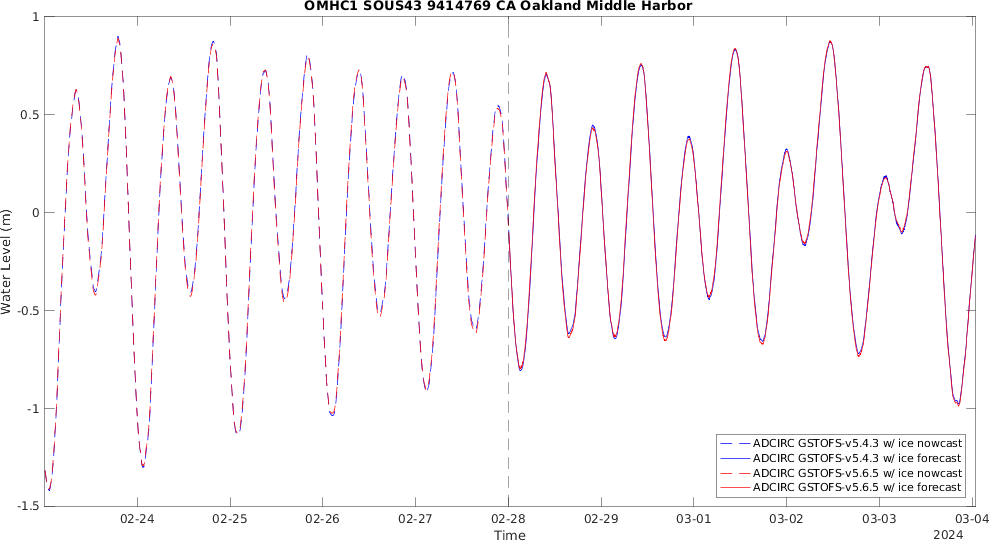 OMHC1 SOUS43 9414769 CA Oakland Middle Harbor
1
0.5
0
-0.5
-1
-1.5
Water Level (m)
02-24 02-25 02-26 02-27 02-28 02-29 03-01 03-02 03-03 03-04
Time
2024
ADCIRC GSTOFS-v5.4.3 w/ ice nowcast
ADCIRC GSTOFS-v5.4.3 w/ ice forecast
ADCIRC GSTOFS-v5.6.5 w/ ice nowcast
ADCIRC GSTOFS-v5.6.5 w/ ice forecast